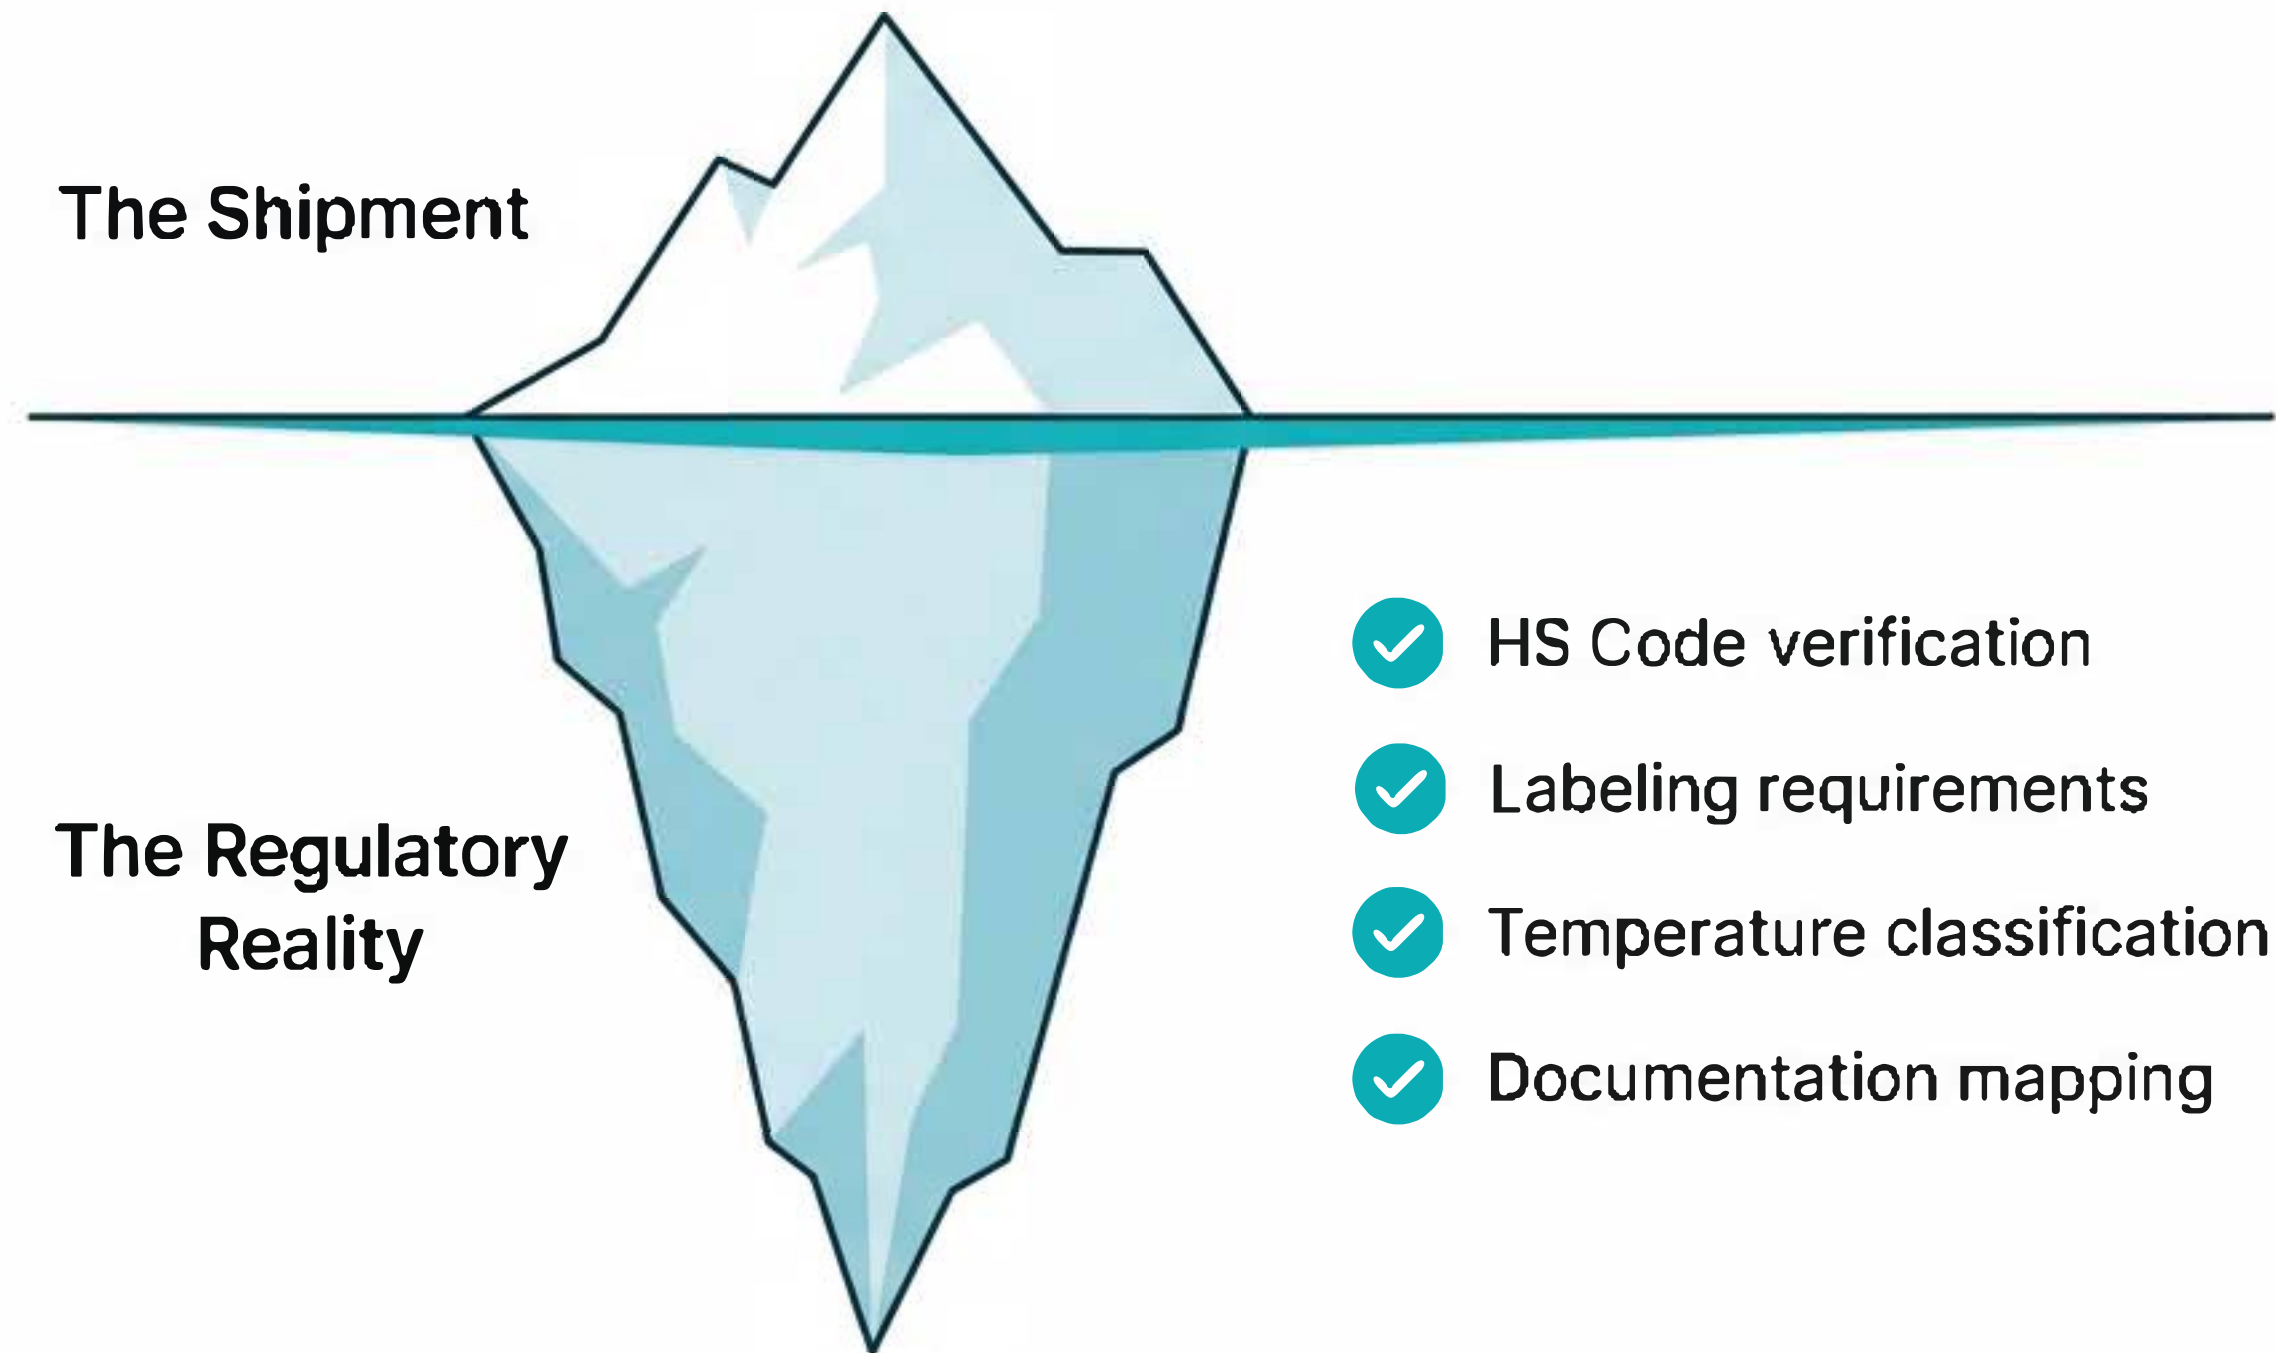 The Shipment
The Regulatory
Reality
HS Code verification
Labeling requirements
Temperature classification
Documentation mapping